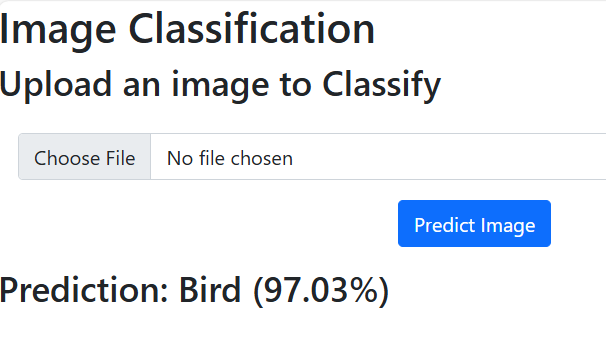 Image Classification
Upload an image to Classify
Choose File No file chosen
Predict Image
Prediction: Bird (97.03%)